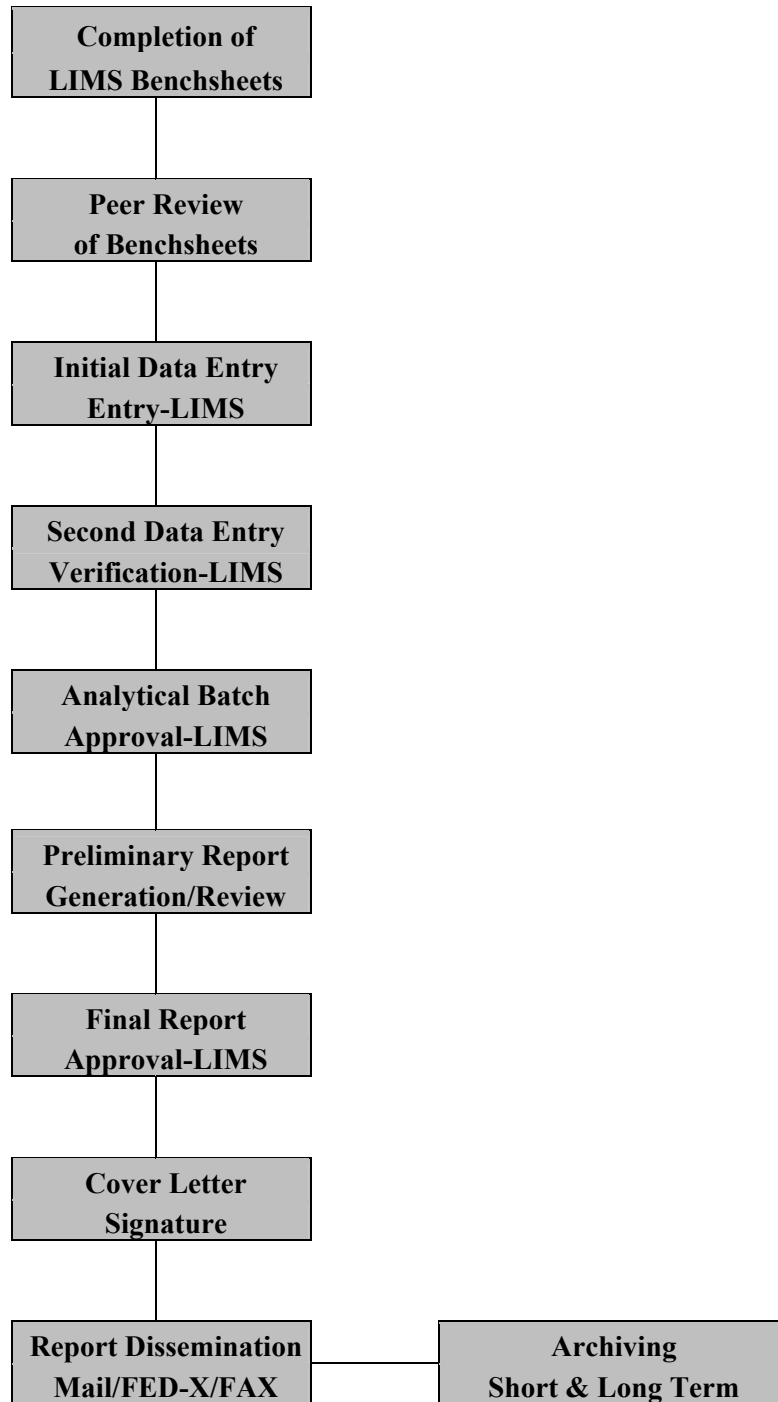 Completion of
LIMS Benchsheets
Peer Review
of Benchsheets
Initial Data Entry
Entry-LIMS
Second Data Entry
Verification-LIMS
Analytical Batch
Approval-LIMS
Preliminary Report
Generation/Review
Final Report
Approval-LIMS
Cover Letter
Signature
Report Dissemination
Mail/FED-X/FAX
Archiving
Short & Long Term